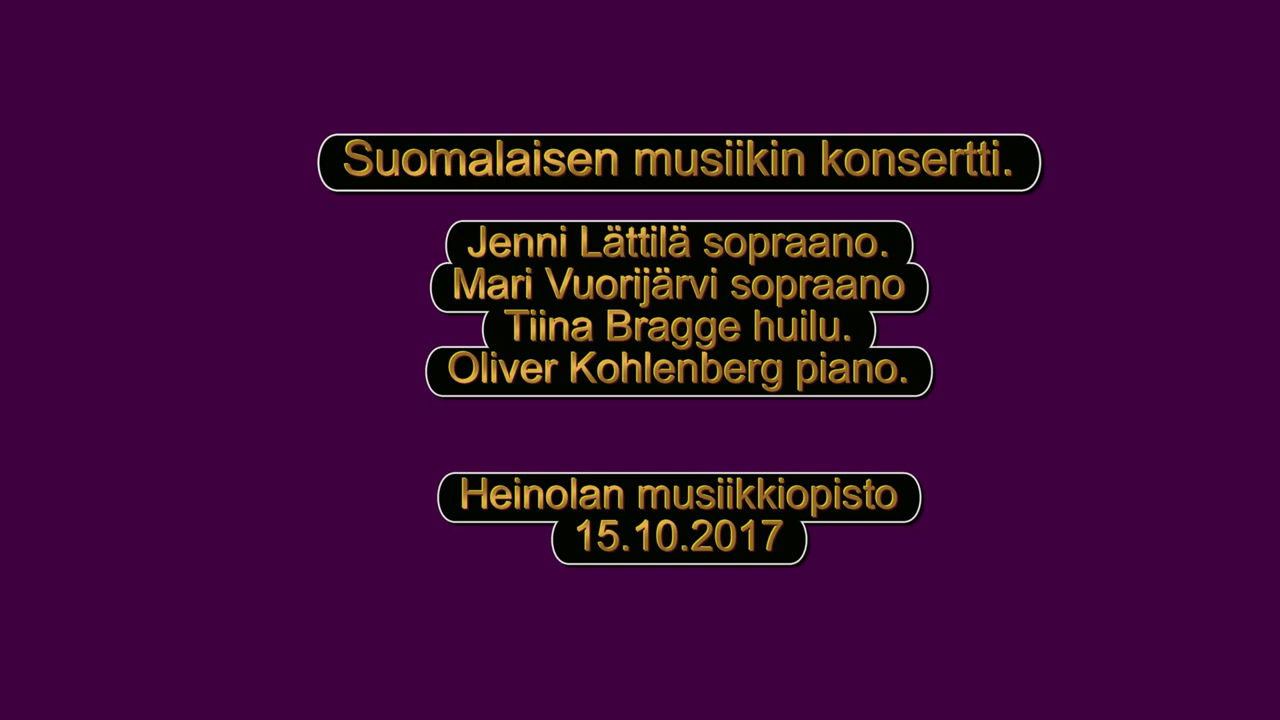 Suomalaisen musiikin konsertti.
Jenni Lättilä sopraano.
Mari Vuorijärvi sopraano
Tiina Bragge huilu.
Oliver Kohlenberg piano.
Heinolan musiikkiopisto
15.10.2017